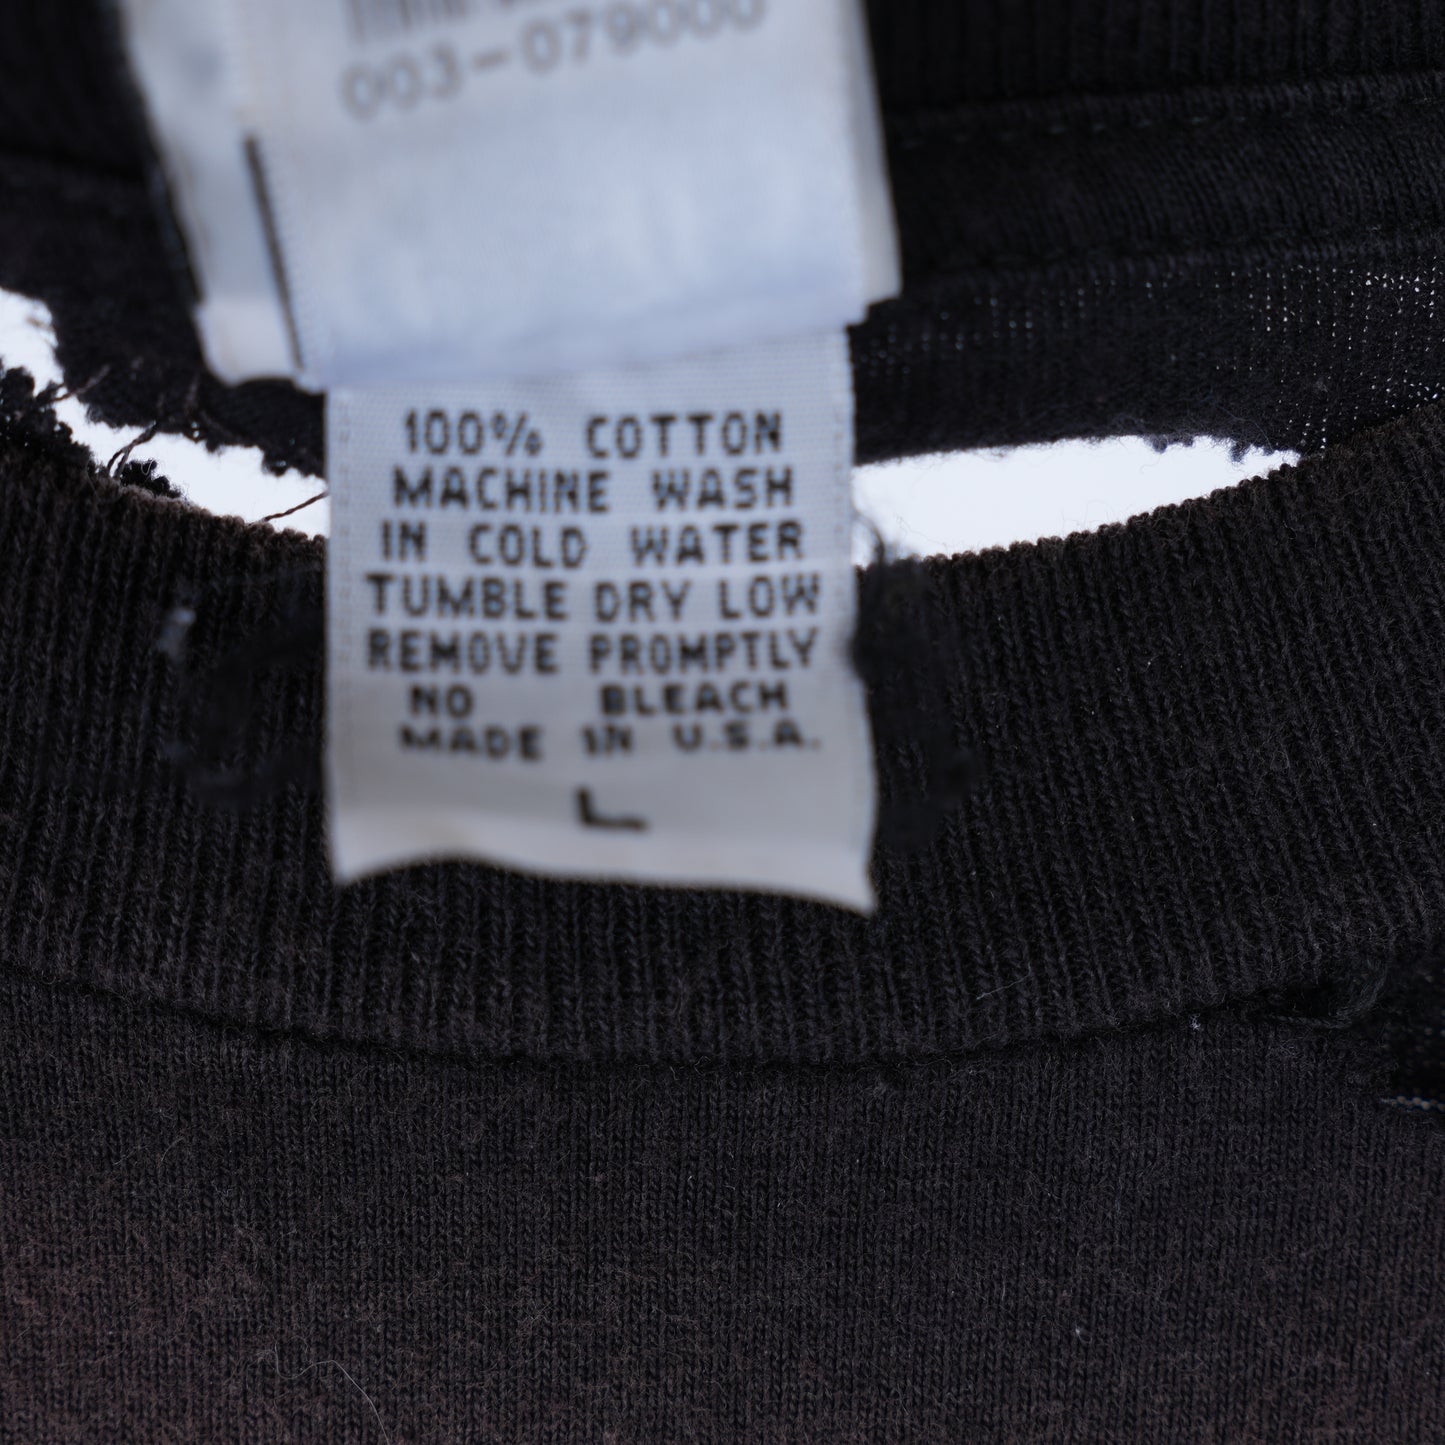 003-079000
100% COTTON
MACHINE WASH
IN COLD WATER
TUMBLE DRY LOW
REMOVE PROMPTLY
NO BLEACH
MADE IN U.S.A.
L